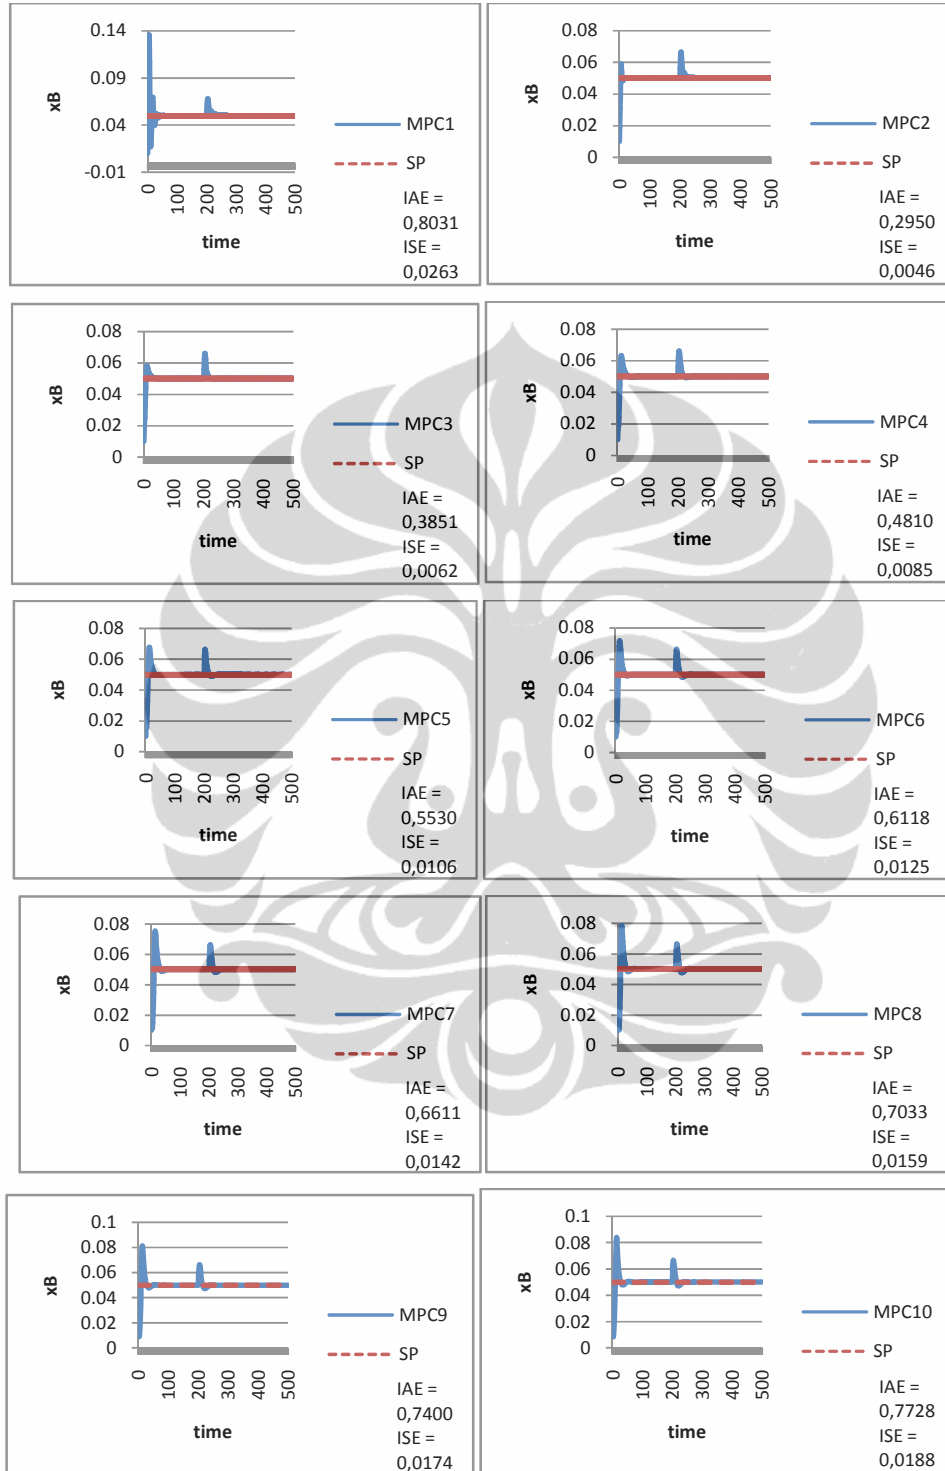 0.14
0.09
0.04
-0.01
xB
0
100
200
300
400
500
time
MPC1
SP
IAE =
0,8031
ISE =
0,0263
0.08
0.06
0.04
0.02
0
xB
0
100
200
300
400
500
time
MPC2
SP
IAE =
0,2950
ISE =
0,0046
0.08
0.06
0.04
0.02
0
xB
0
100
200
300
400
500
time
MPC3
SP
IAE =
0,3851
ISE =
0,0062
0.08
0.06
0.04
0.02
0
xB
0
100
200
300
400
500
time
MPC4
SP
IAE =
0,4810
ISE =
0,0085
0.08
0.06
0.04
0.02
0
xB
0
100
200
300
400
500
time
MPC5
SP
IAE =
0,5530
ISE =
0,0106
0.08
0.06
0.04
0.02
0
xB
0
100
200
300
400
500
time
MPC6
SP
IAE =
0,6118
ISE =
0,0125
0.08
0.06
0.04
0.02
0
xB
0
100
200
300
400
500
time
MPC7
SP
IAE =
0,6611
ISE =
0,0142
0.08
0.06
0.04
0.02
0
xB
0
100
200
300
400
500
time
MPC8
SP
IAE =
0,7033
ISE =
0,0159
0.1
0.08
0.06
0.04
0.02
0
xB
0
100
200
300
400
500
time
MPC9
SP
IAE =
0,7400
ISE =
0,0174
0.1
0.08
0.06
0.04
0.02
0
xB
0
100
200
300
400
500
time
MPC10
SP
IAE =
0,7728
ISE =
0,0188